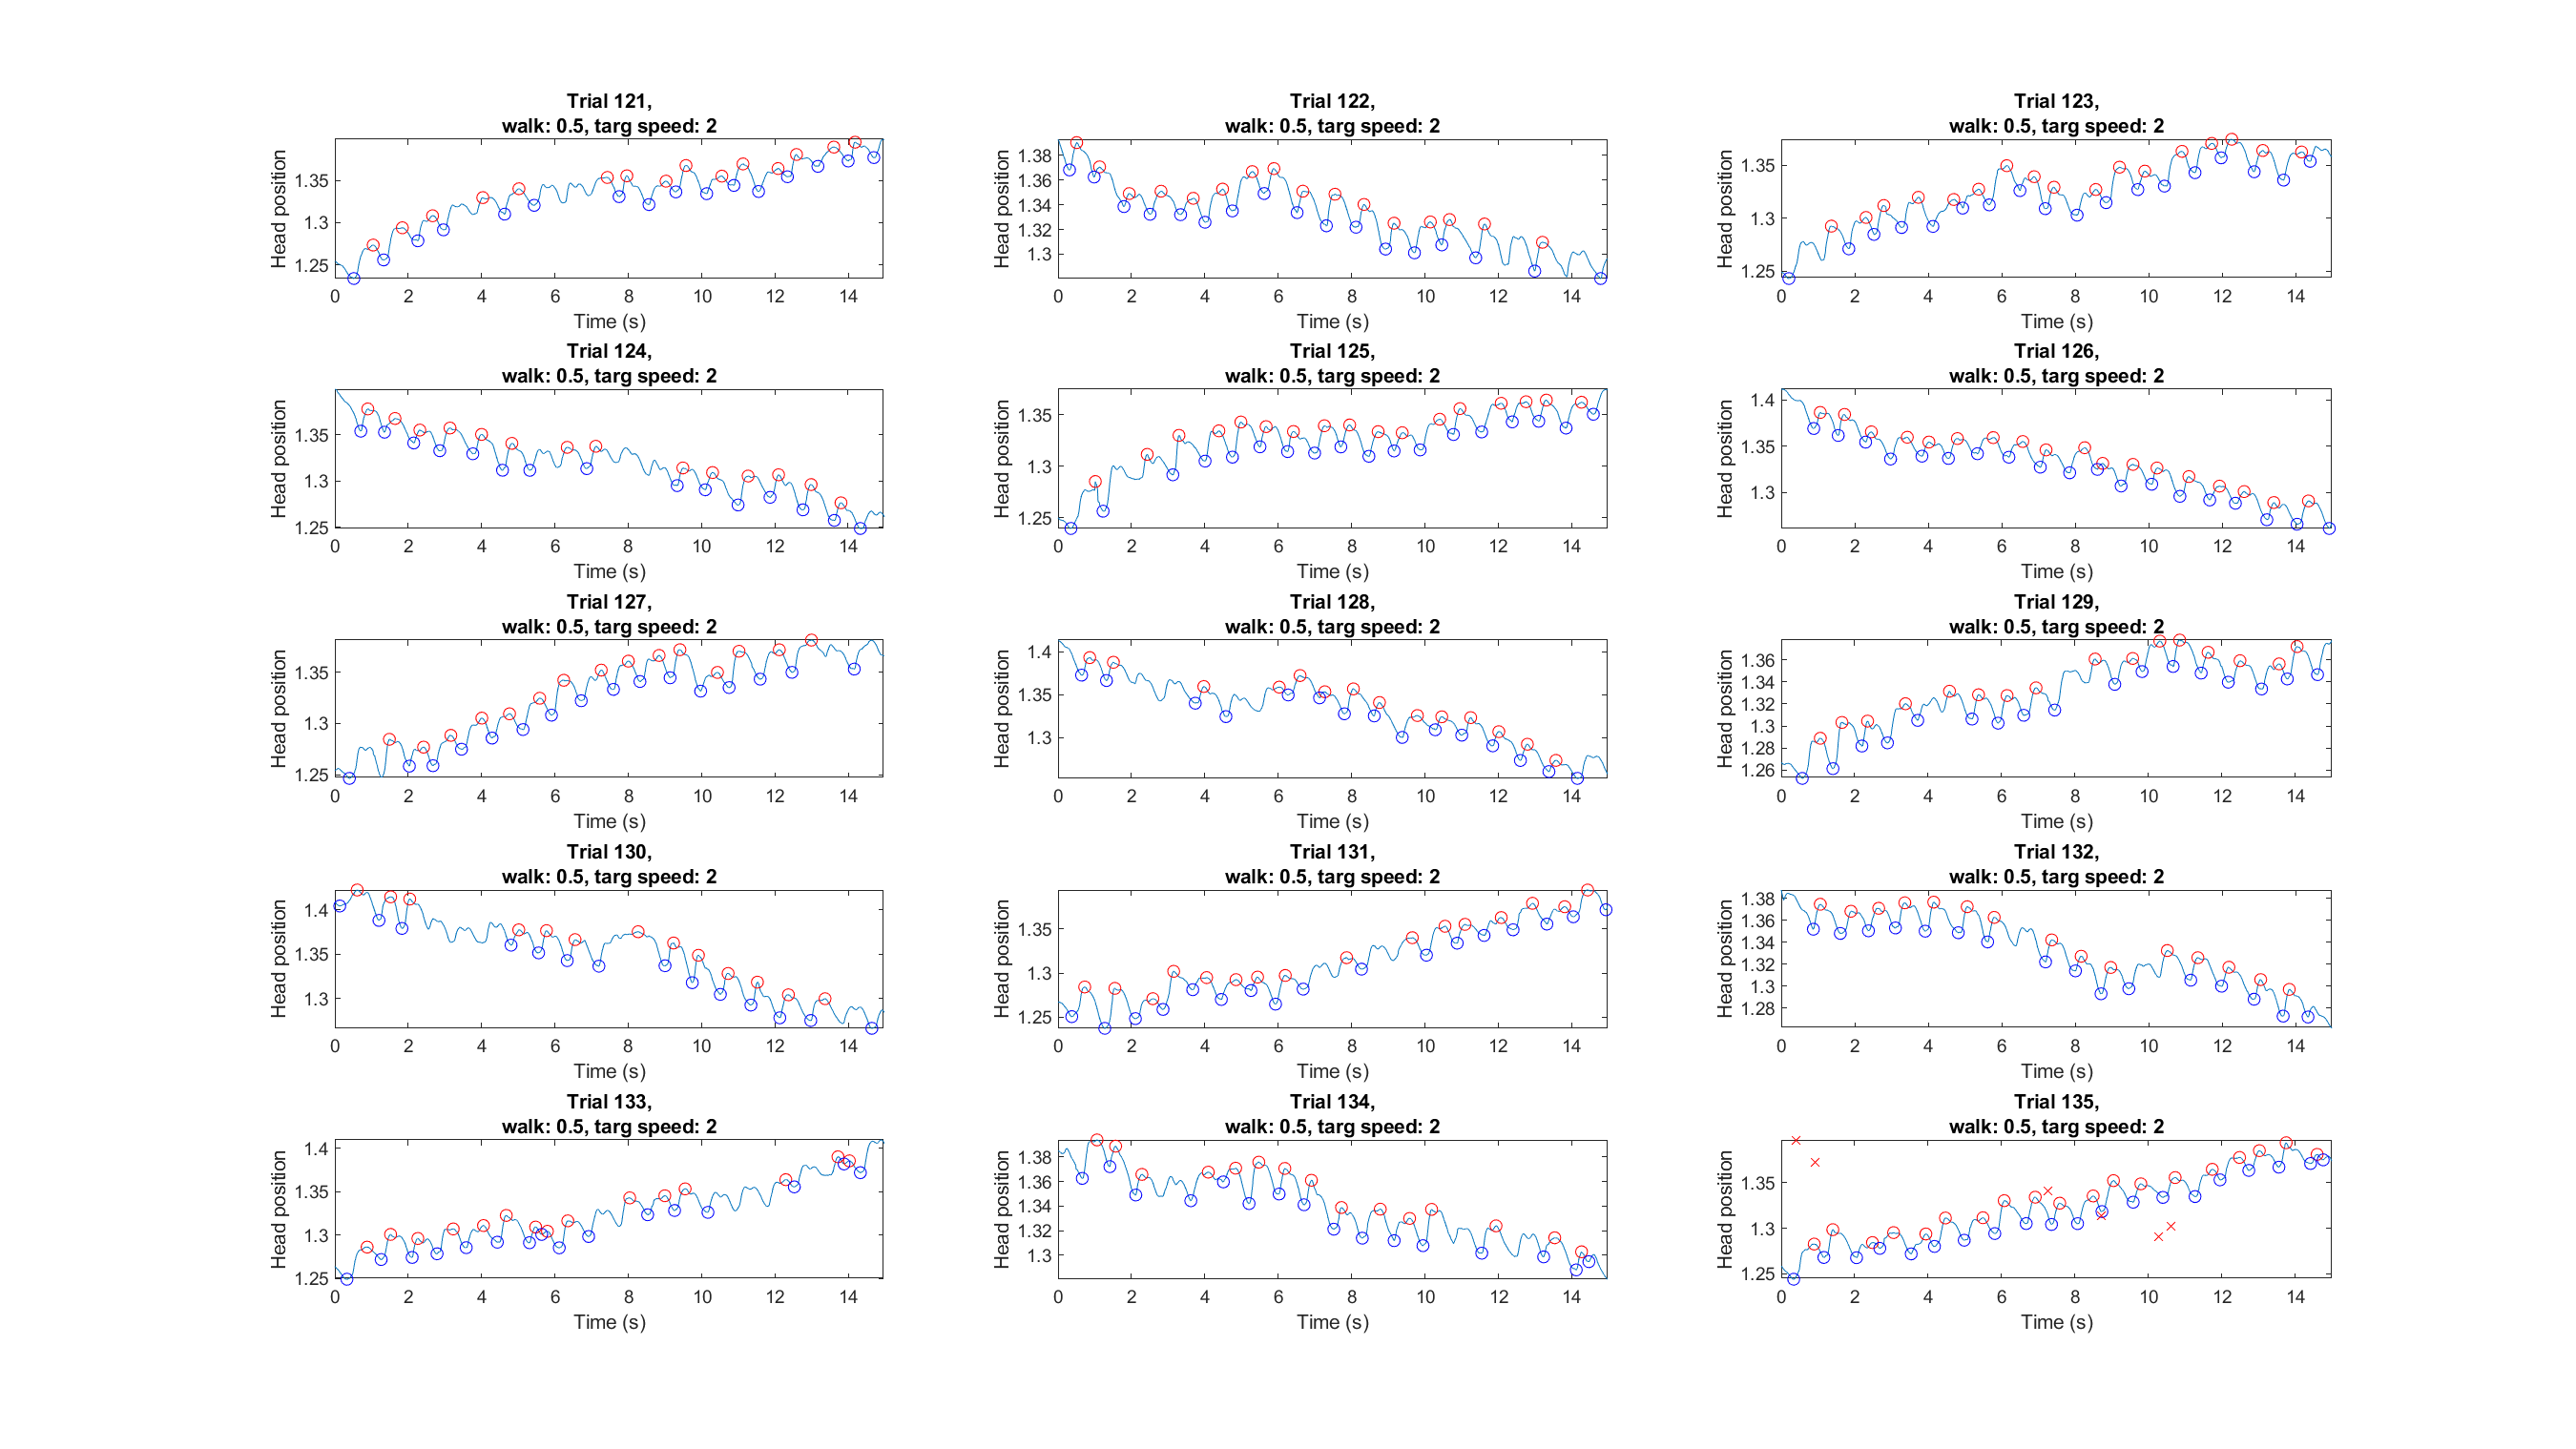 Trial 121,
walk: 0.5, targ speed: 2
Head position
1.35
1.3
1.25
0 2 4 6 8 10 12 14
Time (s)
Trial 122,
walk: 0.5, targ speed: 2
Head position
1.38
1.36
1.34
1.32
1.3
0 2 4 6 8 10 12 14
Time (s)
Trial 123,
walk: 0.5, targ speed: 2
Head position
1.35
1.3
1.25
0 2 4 6 8 10 12 14
Time (s)
Trial 124,
walk: 0.5, targ speed: 2
Head position
1.35
1.3
1.25
0 2 4 6 8 10 12 14
Time (s)
Trial 125,
walk: 0.5, targ speed: 2
Head position
1.35
1.3
1.25
0 2 4 6 8 10 12 14
Time (s)
Trial 126,
walk: 0.5, targ speed: 2
Head position
1.4
1.35
1.3
0 2 4 6 8 10 12 14
Time (s)
Trial 127,
walk: 0.5, targ speed: 2
Head position
1.35
1.3
1.25
0 2 4 6 8 10 12 14
Time (s)
Trial 128,
walk: 0.5, targ speed: 2
Head position
1.4
1.35
1.3
0 2 4 6 8 10 12 14
Time (s)
Trial 129,
walk: 0.5, targ speed: 2
Head position
1.36
1.34
1.32
1.3
1.28
1.26
0 2 4 6 8 10 12 14
Time (s)
Trial 130,
walk: 0.5, targ speed: 2
Head position
1.4
1.35
1.3
0 2 4 6 8 10 12 14
Time (s)
Trial 131,
walk: 0.5, targ speed: 2
Head position
1.35
1.3
1.25
0 2 4 6 8 10 12 14
Time (s)
Trial 132,
walk: 0.5, targ speed: 2
Head position
1.38
1.36
1.34
1.32
1.3
1.28
0 2 4 6 8 10 12 14
Time (s)
Trial 133,
walk: 0.5, targ speed: 2
Head position
1.4
1.35
1.3
1.25
0 2 4 6 8 10 12 14
Time (s)
Trial 134,
walk: 0.5, targ speed: 2
Head position
1.38
1.36
1.34
1.32
1.3
0 2 4 6 8 10 12 14
Time (s)
Trial 135,
walk: 0.5, targ speed: 2
Head position
1.35
1.3
1.25
0 2 4 6 8 10 12 14
Time (s)